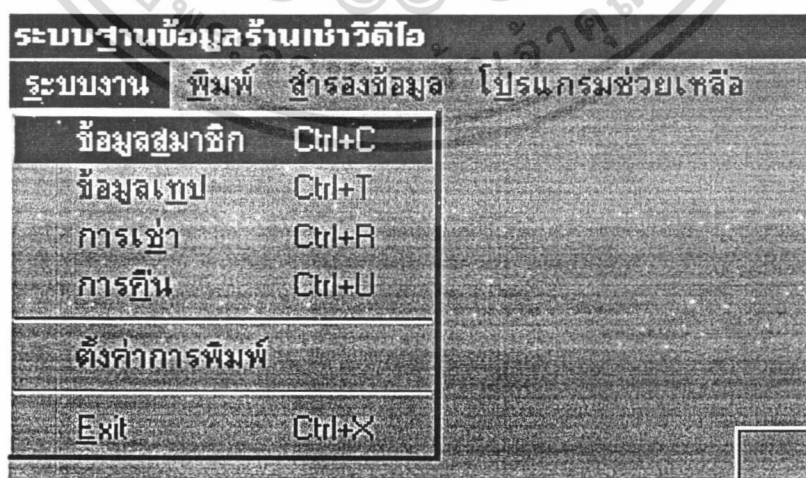 ระบบฐานข้อมูลร้านเช่าวีดีโอ
ระบบงาน พิมพ์ สำรองข้อมูล โปรแกรมช่วยเหลือ
ข้อมูลสมาชิก Ctrl+C
ข้อมูลเทป Ctrl+T
การเช่า Ctrl+R
การคืน Ctrl+U
ตั้งค่าการพิมพ์
Exit Ctrl+X